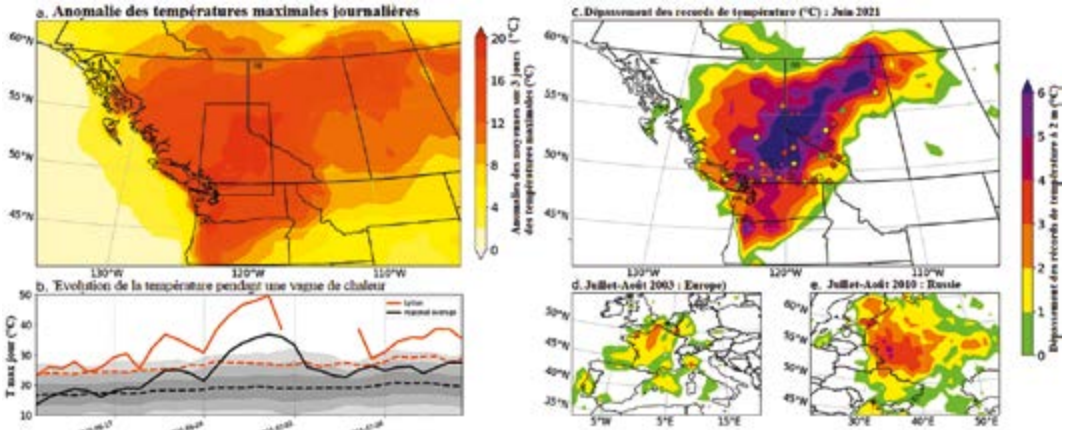 a. Anomalie des températures maximales journalières
60°N
55°N
50°N
45°N
130°W 120°W 110°W
20
16
12
8
4
0
Anomalies des moyennes sur 3 jours
des températures maximales (°C)
(°C)
c. Dépassement des records de température (°C) : Juin 2021
60°N
55°N
50°N
45°N
130°W 120°W 110°W
6
5
4
3
2
1
0
Dépassement des récords de température à 2 m (°C)
b. Evolution de la température pendant une vague de chaleur
T max jour (°C)
50
40
30
20
10
Lytton
regional average
d. Juillet-Août 2003 : Europe)
50°N
45°N
40°N
35°N
5°W 5°E 15°E
e. Juillet-Août 2010 : Russie
60°N
55°N
50°N
45°N
30°E 40°E 50°E